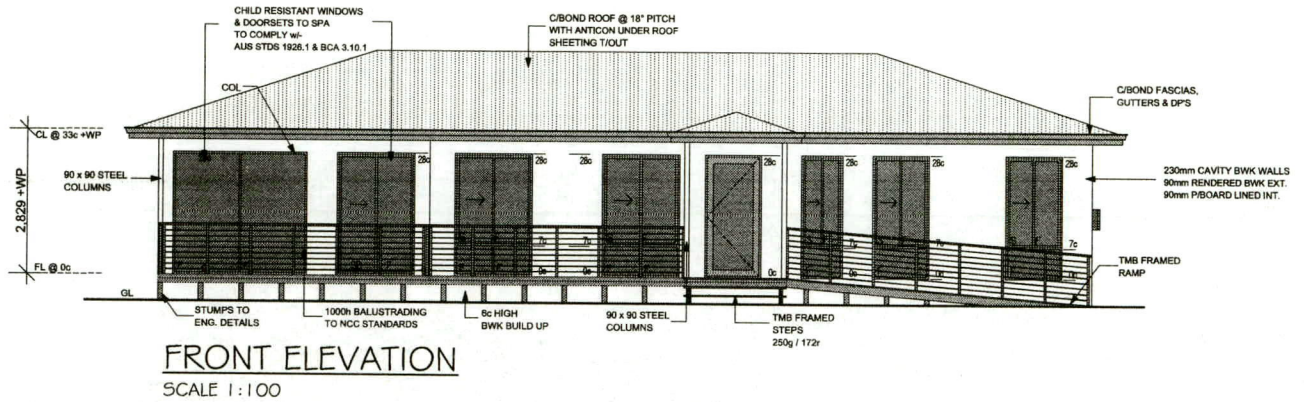 CHILD RESISTANT WINDOWS
& DOORSETS TO SPA
TO COMPLY w/-
AUS STDS 1926.1 & BCA 3.10.1
C/BOND ROOF @ 18° PITCH
WITH ANTICON UNDER ROOF
SHEETING T/OUT
COL
C/BOND FASCIAS,
GUTTERS & DP'S
CL @ 33c +WP
28c
28c
28c
28c
28c
28c
28c
90 x 90 STEEL
COLUMNS
2,829 +WP
230mm CAVITY BWK WALLS
90mm RENDERED BWK EXT.
90mm P/BOARD LINED INT.
7c
7c
7c
7c
7c
FL @ 0c
0c
0c
0c
0c
0c
TMB FRAMED
RAMP
GL
STUMPS TO
ENG. DETAILS
1000h BALUSTRADING
TO NCC STANDARDS
6c HIGH
BWK BUILD UP
90 x 90 STEEL
COLUMNS
TMB FRAMED
STEPS
250g / 172r
FRONT ELEVATION
SCALE 1:100